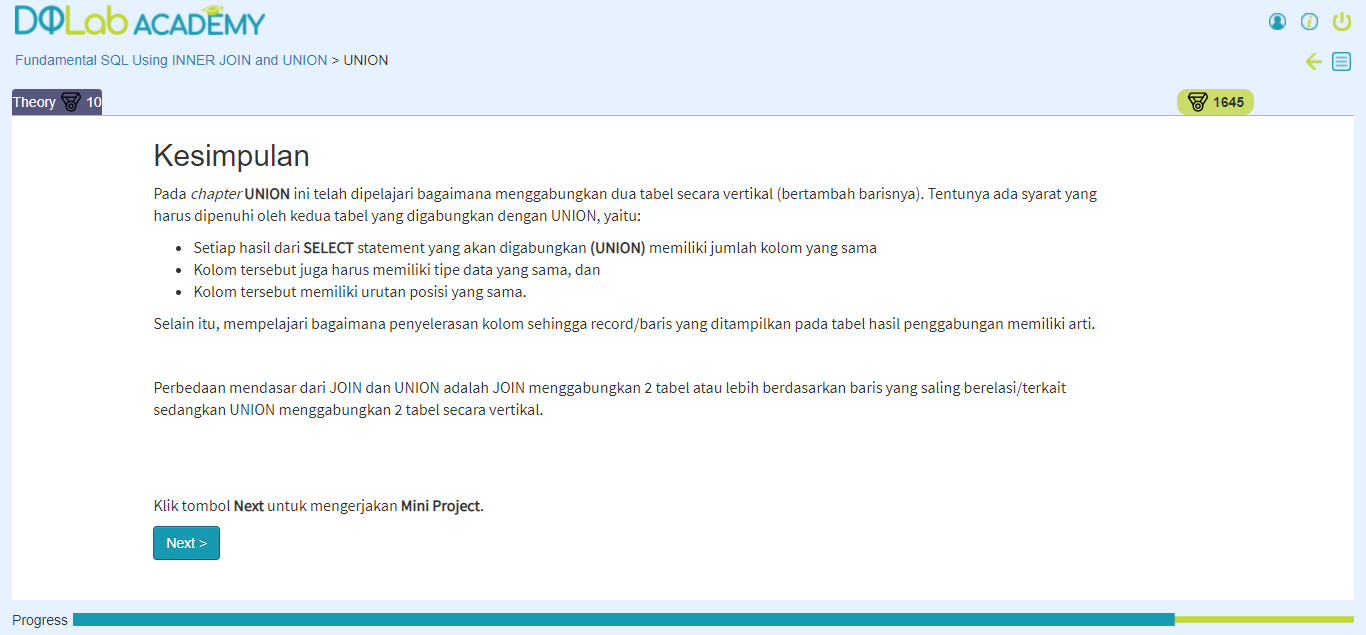 DQLab ACADEMY
Fundamental SQL Using INNER JOIN and UNION > UNION
Theory 10
1645
Kesimpulan
Pada chapter UNION ini telah dipelajari bagaimana menggabungkan dua tabel secara vertikal (bertambah barisnya). Tentunya ada syarat yang
harus dipenuhi oleh kedua tabel yang digabungkan dengan UNION, yaitu:
• Setiap hasil dari SELECT statement yang akan digabungkan (UNION) memiliki jumlah kolom yang sama
• Kolom tersebut juga harus memiliki tipe data yang sama, dan
• Kolom tersebut memiliki urutan posisi yang sama.
Selain itu, mempelajari bagaimana penyelerasan kolom sehingga record/baris yang ditampilkan pada tabel hasil penggabungan memiliki arti.
Perbedaan mendasar dari JOIN dan UNION adalah JOIN menggabungkan 2 tabel atau lebih berdasarkan baris yang saling berelasi/terkait
sedangkan UNION menggabungkan 2 tabel secara vertikal.
Klik tombol Next untuk mengerjakan Mini Project.
Next >
Progress